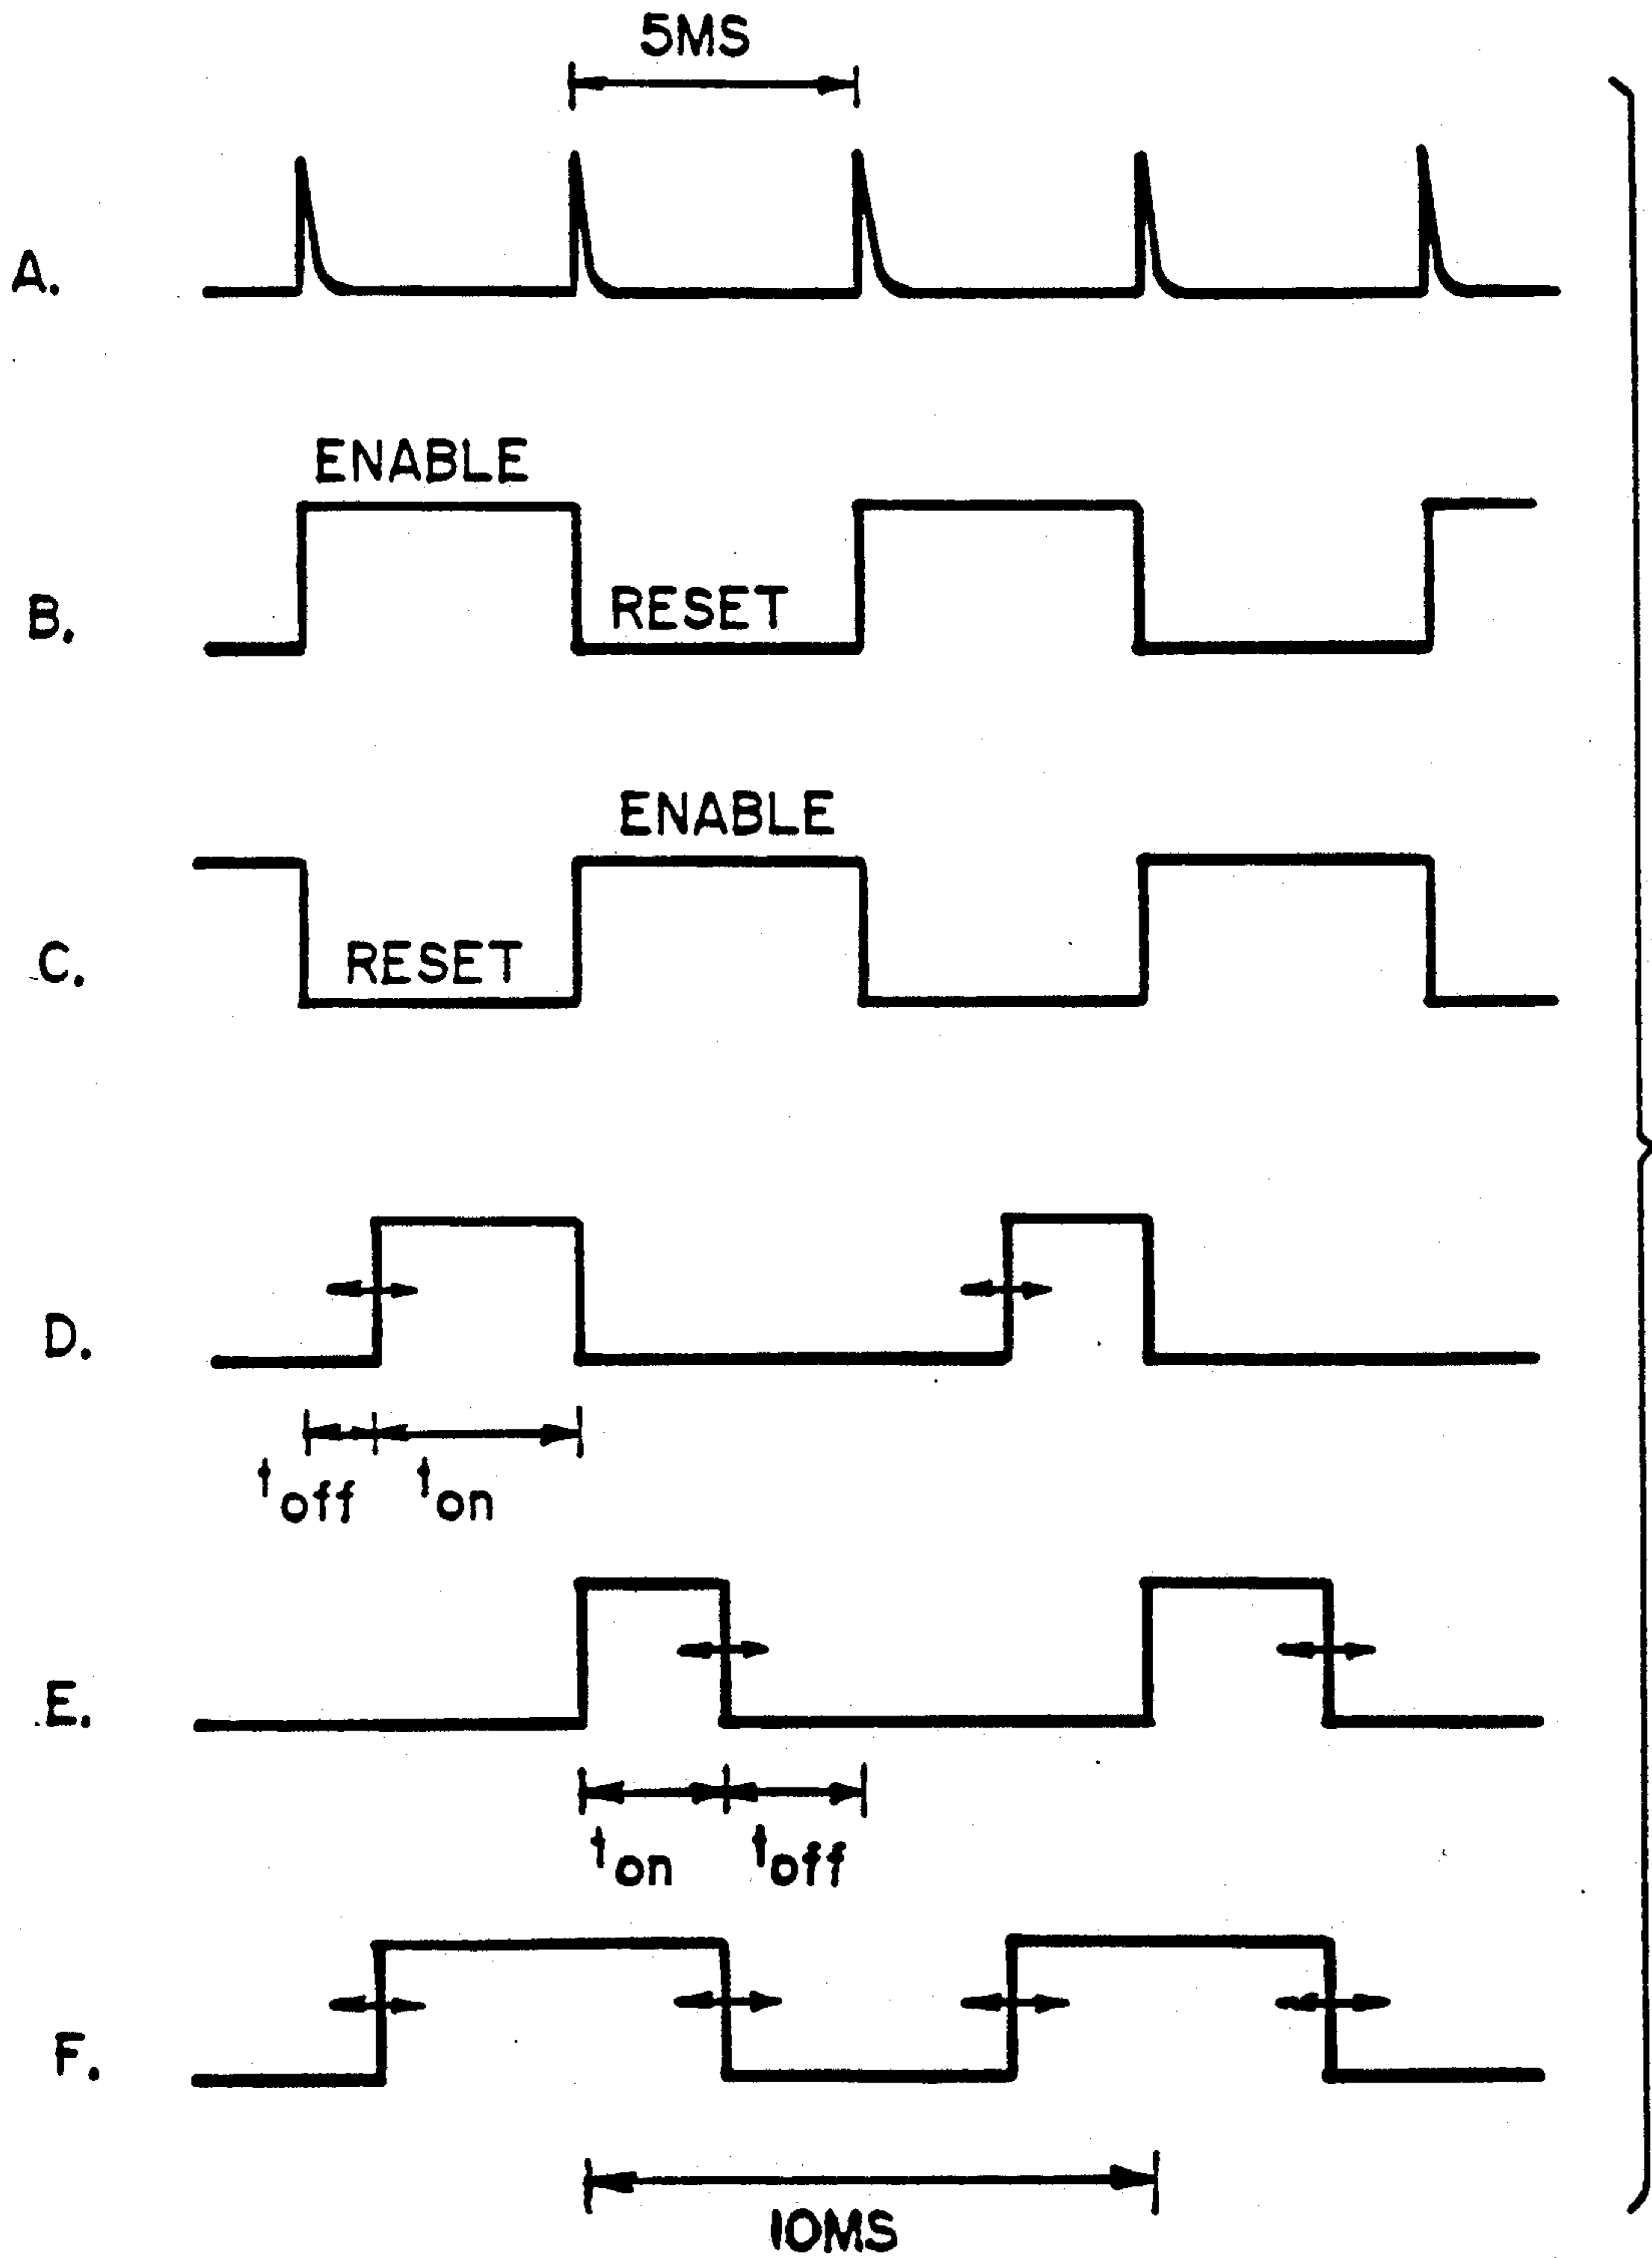 5MS
A.
ENABLE
B.
RESET
ENABLE
C.
RESET
D.
toff ton
E.
ton toff
F.
10MS